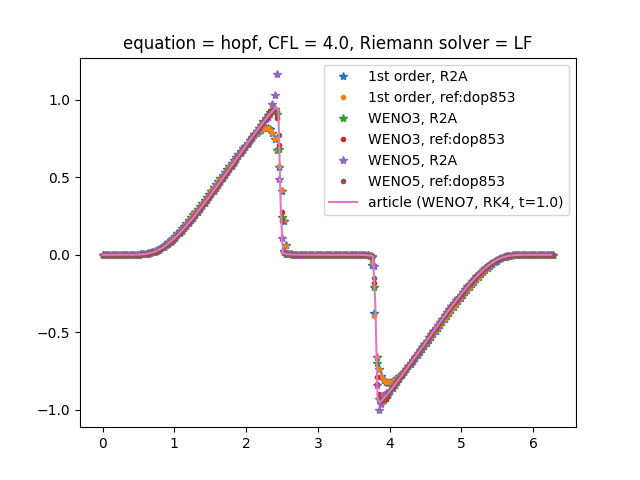 equation = hopf, CFL = 4.0, Riemann solver = LF
1st order, R2A
1st order, ref:dop853
WENO3, R2A
WENO3, ref:dop853
WENO5, R2A
WENO5, ref:dop853
article (WENO7, RK4, t=1.0)
1.0
0.5
0.0
−0.5
−1.0
0 1 2 3 4 5 6